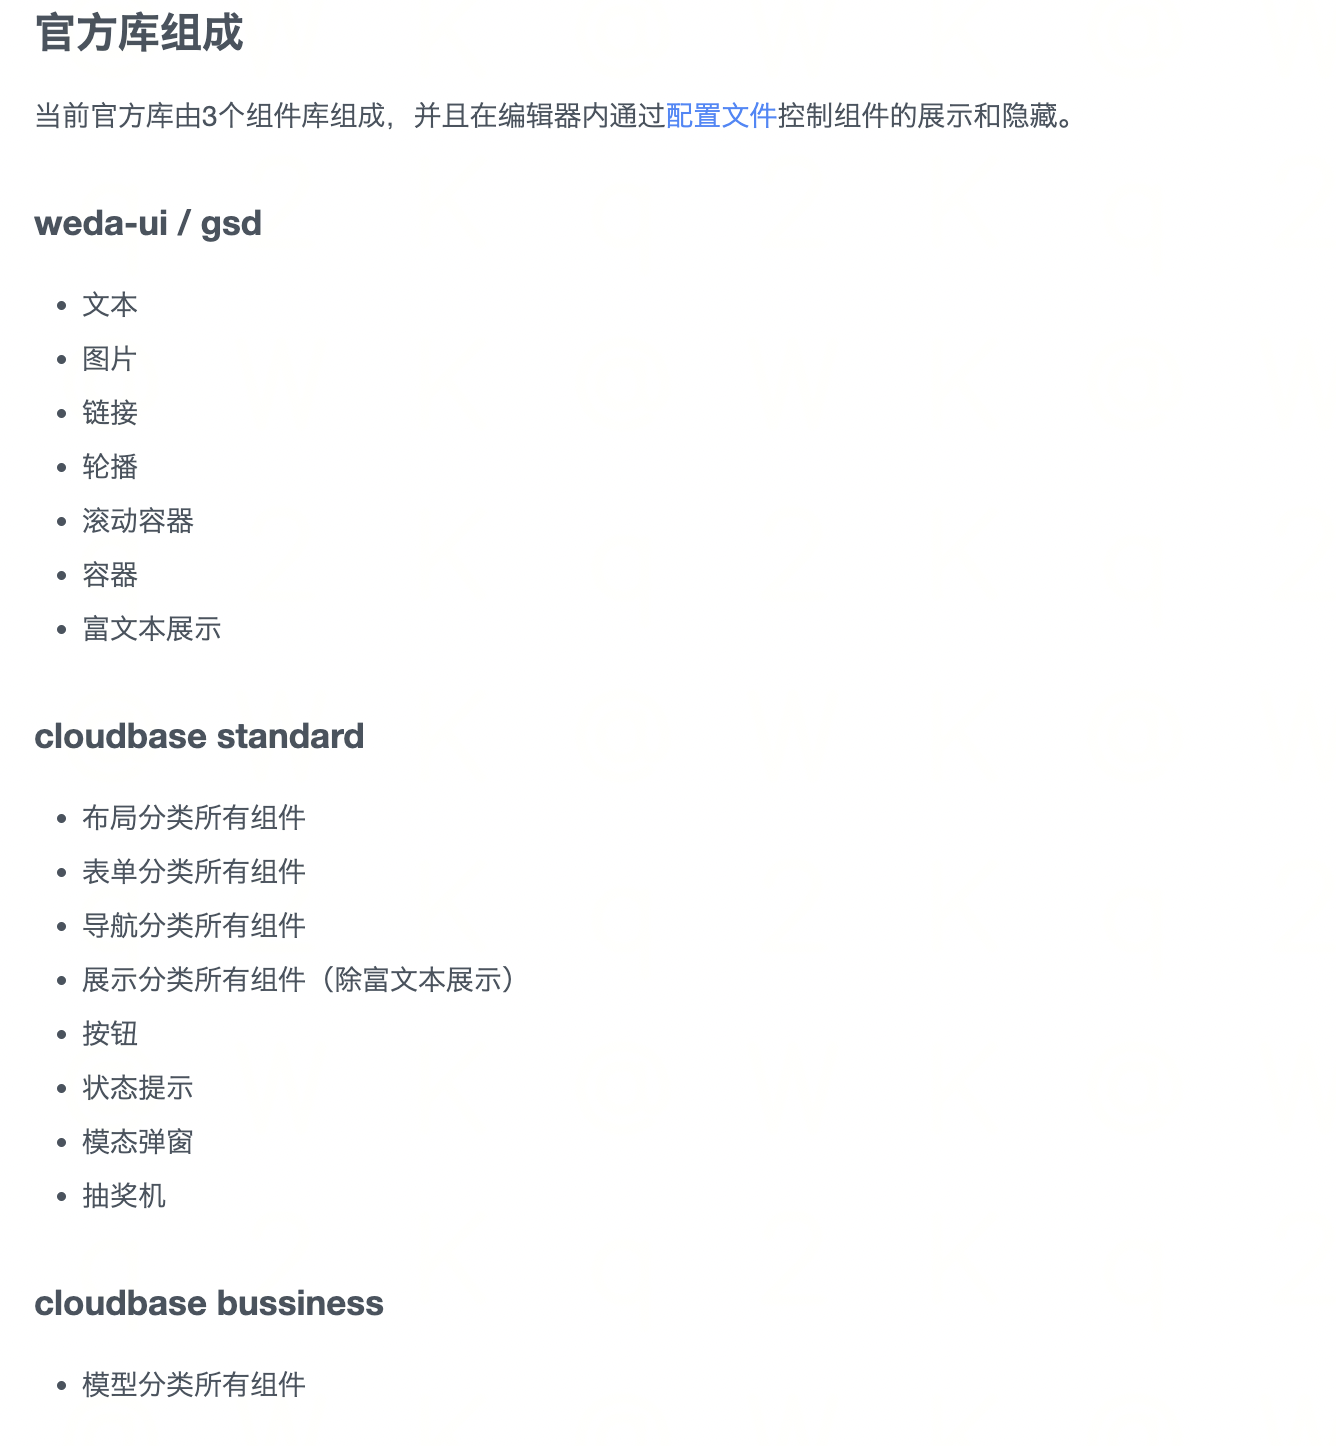 官方库组成
当前官方库由3个组件库组成，并且在编辑器内通过配置文件控制组件的展示和隐藏。
weda-ui / gsd
• 文本
• 图片
• 链接
• 轮播
• 滚动容器
• 容器
• 富文本展示
cloudbase standard
• 布局分类所有组件
• 表单分类所有组件
• 导航分类所有组件
• 展示分类所有组件（除富文本展示）
• 按钮
• 状态提示
• 模态弹窗
• 抽奖机
cloudbase bussiness
• 模型分类所有组件